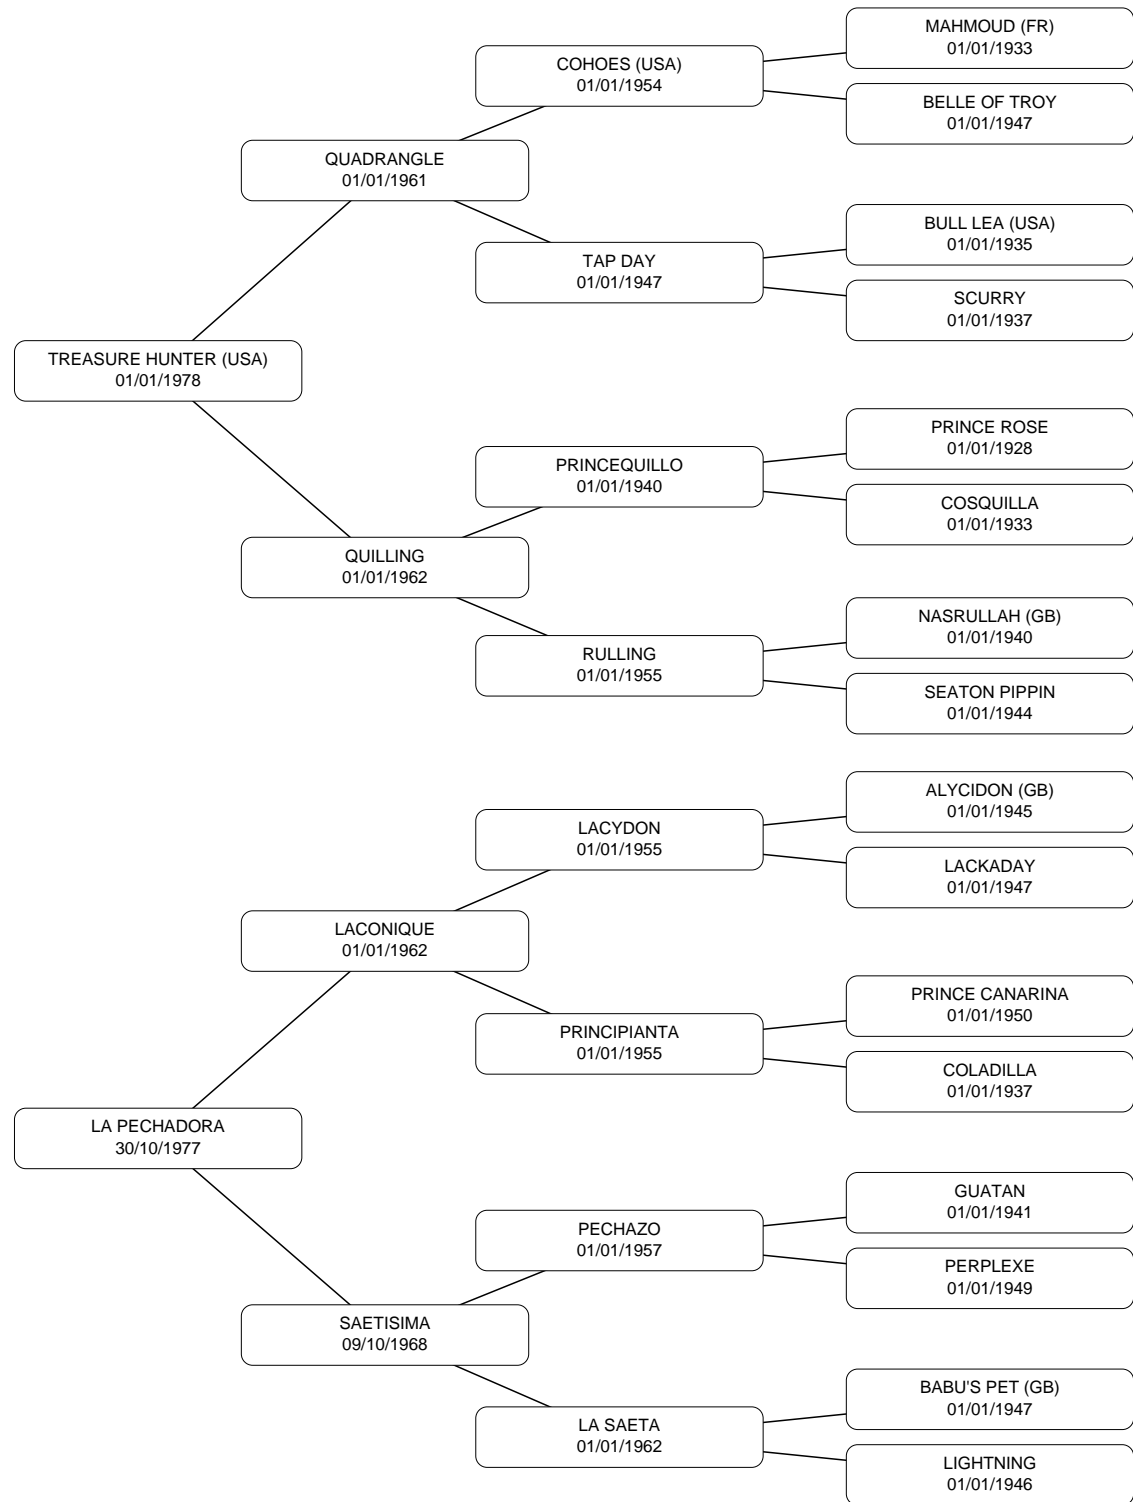 MAHMOUD (FR)
01/01/1933
COHOES (USA)
01/01/1954
BELLE OF TROY
01/01/1947
QUADRANGLE
01/01/1961
BULL LEA (USA)
01/01/1935
TAP DAY
01/01/1947
SCURRY
01/01/1937
TREASURE HUNTER (USA)
01/01/1978
PRINCE ROSE
01/01/1928
PRINCEQUILLO
01/01/1940
COSQUILLA
01/01/1933
QUILLING
01/01/1962
NASRULLAH (GB)
01/01/1940
RULLING
01/01/1955
SEATON PIPPIN
01/01/1944
ALYCIDON (GB)
01/01/1945
LACYDON
01/01/1955
LACKADAY
01/01/1947
LACONIQUE
01/01/1962
PRINCE CANARINA
01/01/1950
PRINCIPIANTA
01/01/1955
COLADILLA
01/01/1937
LA PECHADORA
30/10/1977
GUATAN
01/01/1941
PECHAZO
01/01/1957
PERPLEXE
01/01/1949
SAETISIMA
09/10/1968
BABU'S PET (GB)
01/01/1947
LA SAETA
01/01/1962
LIGHTNING
01/01/1946